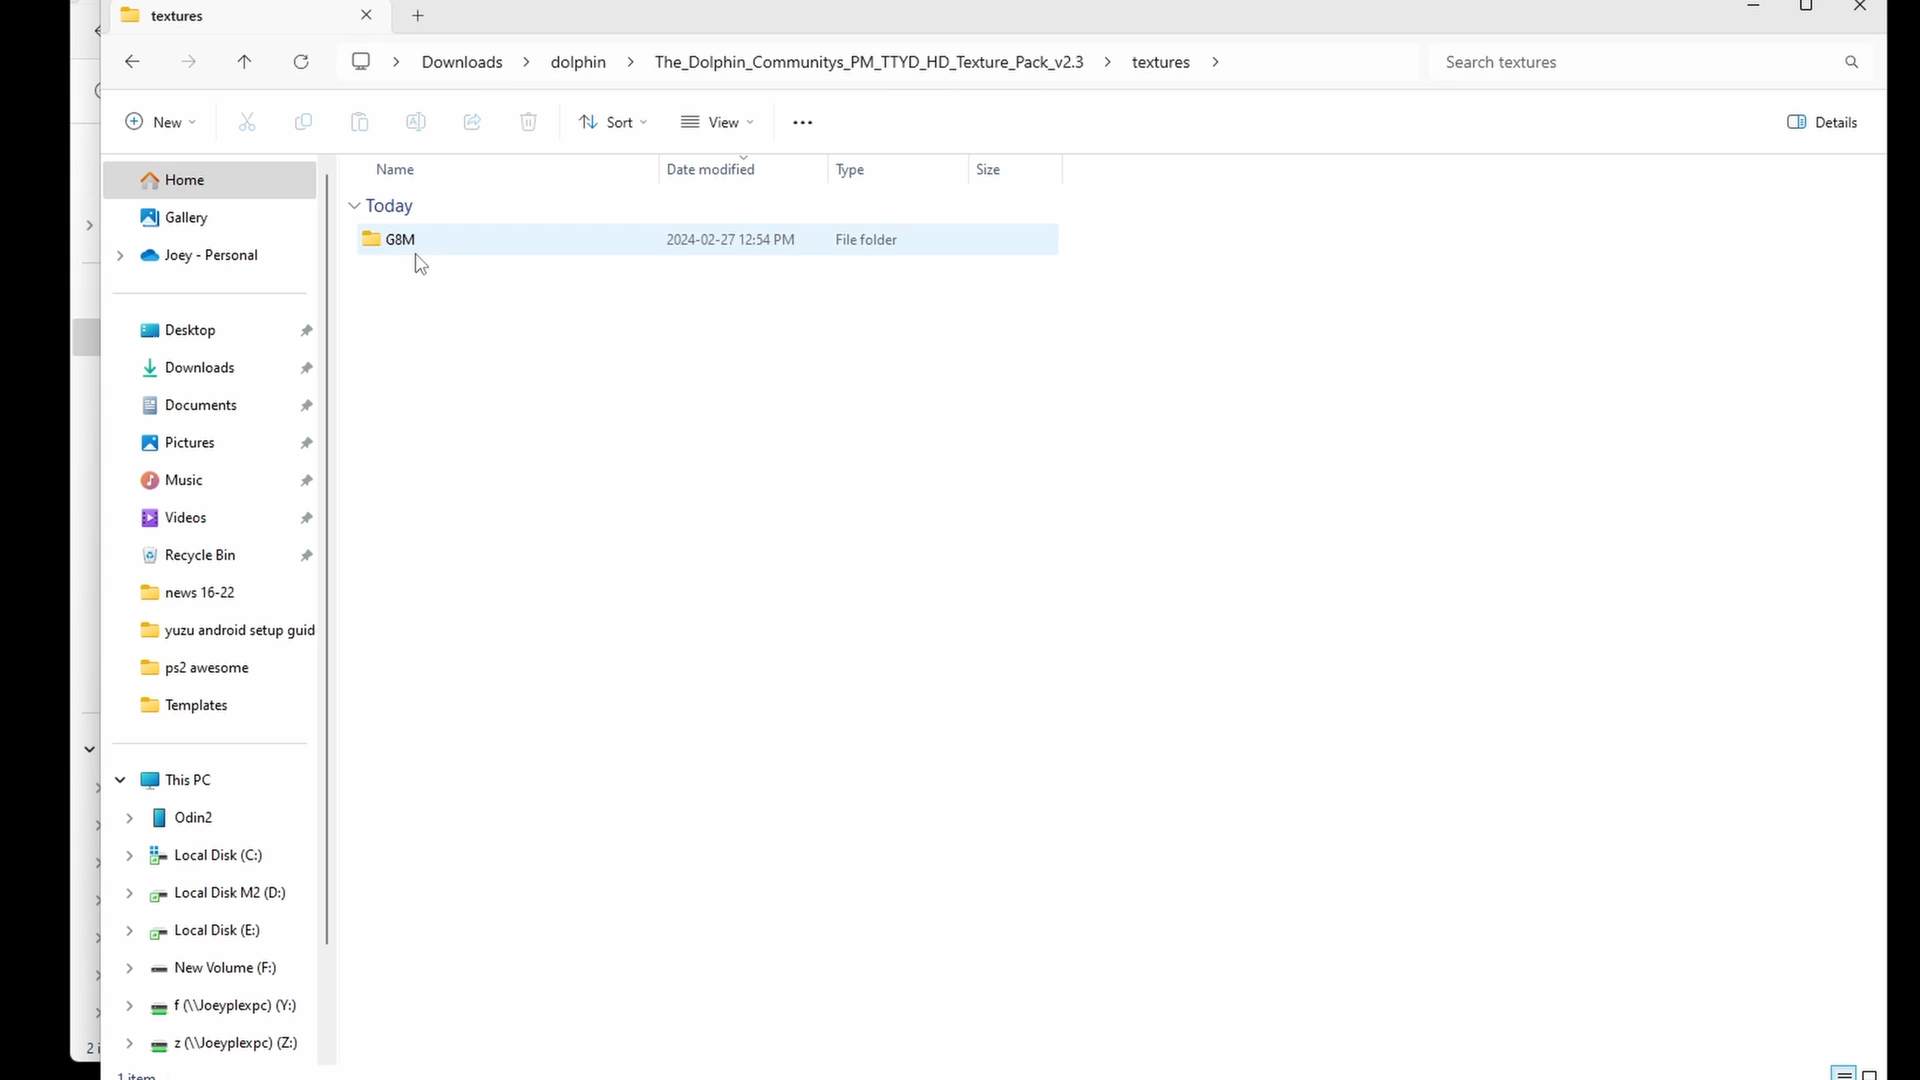 textures
Downloads > dolphin > The_Dolphin_Communitys_PM_TTYD_HD_Texture_Pack_v2.3 > textures >
Search textures
New
Sort
View
Details
Name
Date modified
Type
Size
Today
G8M
2024-02-27 12:54 PM
File folder
Home
Gallery
Joey - Personal
Desktop
Downloads
Documents
Pictures
Music
Videos
Recycle Bin
news 16-22
yuzu android setup guid
ps2 awesome
Templates
This PC
Odin2
Local Disk (C:)
Local Disk M2 (D:)
Local Disk (E:)
New Volume (F:)
f (\\Joeyplexpc) (Y:)
z (\\Joeyplexpc) (Z:)
2 i
1 item